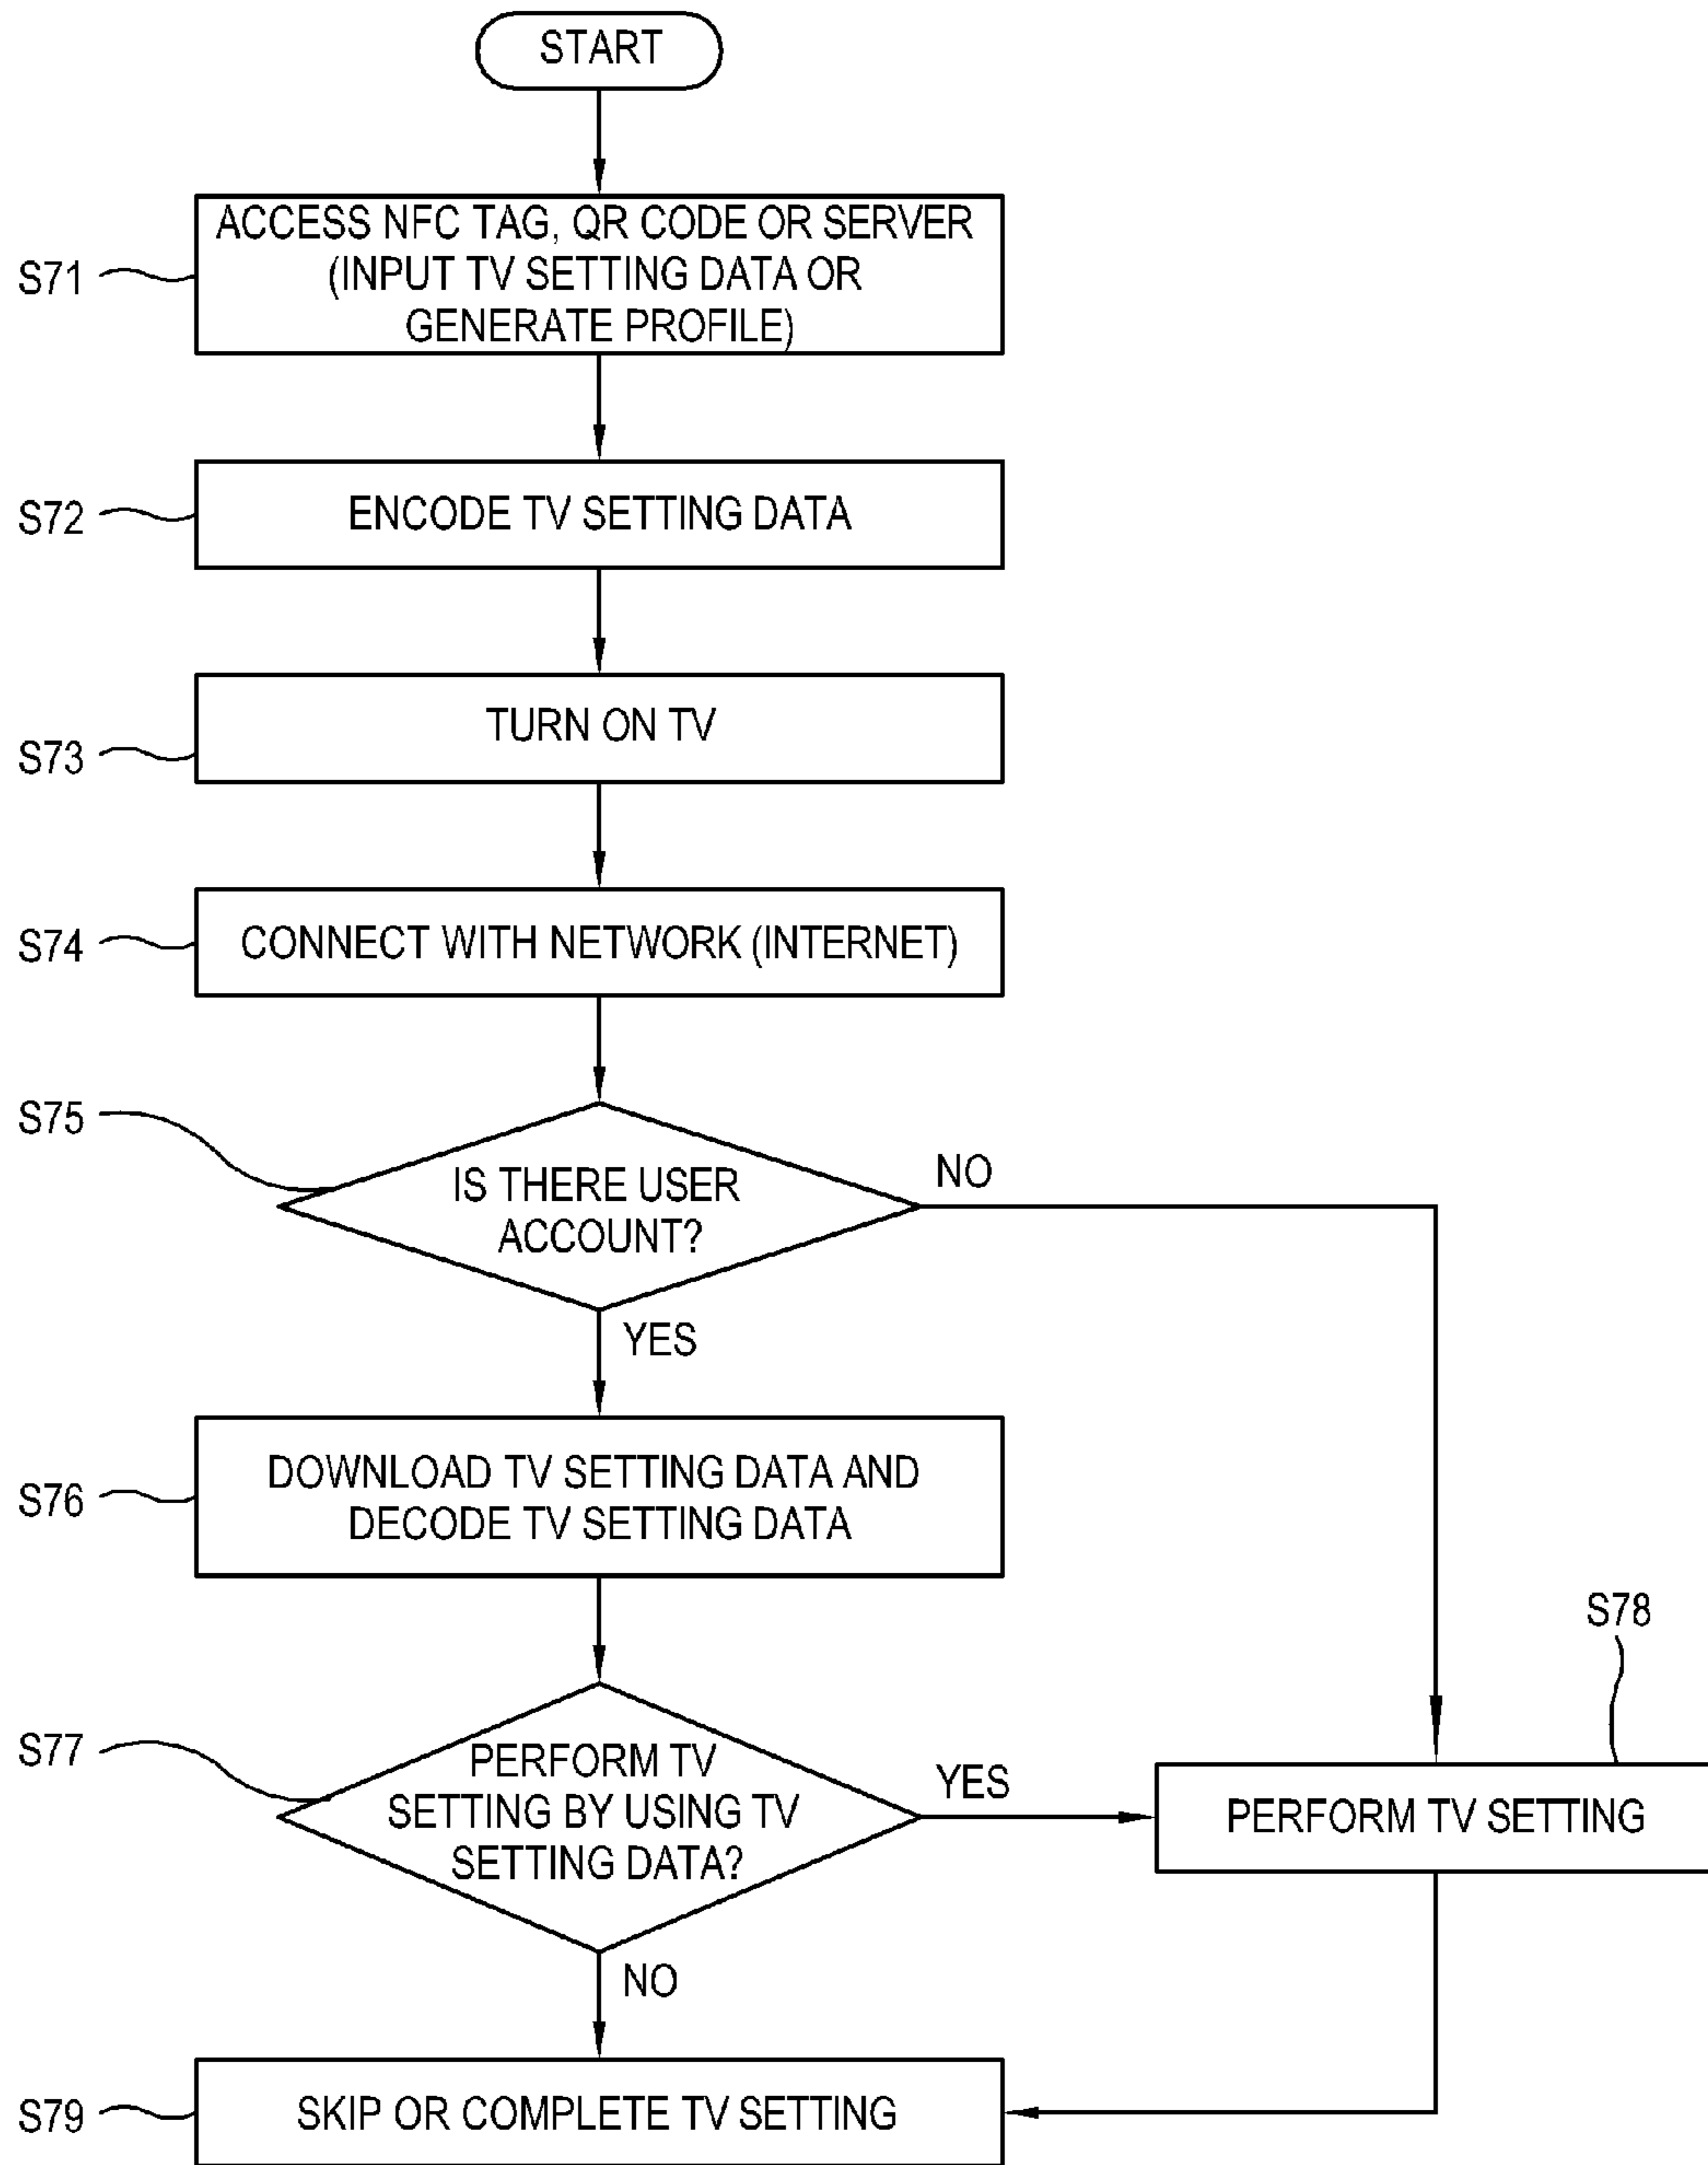 START
S71
ACCESS NFC TAG, QR CODE OR SERVER
(INPUT TV SETTING DATA OR
GENERATE PROFILE)
S72
ENCODE TV SETTING DATA
S73
TURN ON TV
S74
CONNECT WITH NETWORK (INTERNET)
S75
IS THERE USER
ACCOUNT?
NO
YES
S76
DOWNLOAD TV SETTING DATA AND
DECODE TV SETTING DATA
S77
PERFORM TV
SETTING BY USING TV
SETTING DATA?
YES
S78
PERFORM TV SETTING
NO
S79
SKIP OR COMPLETE TV SETTING